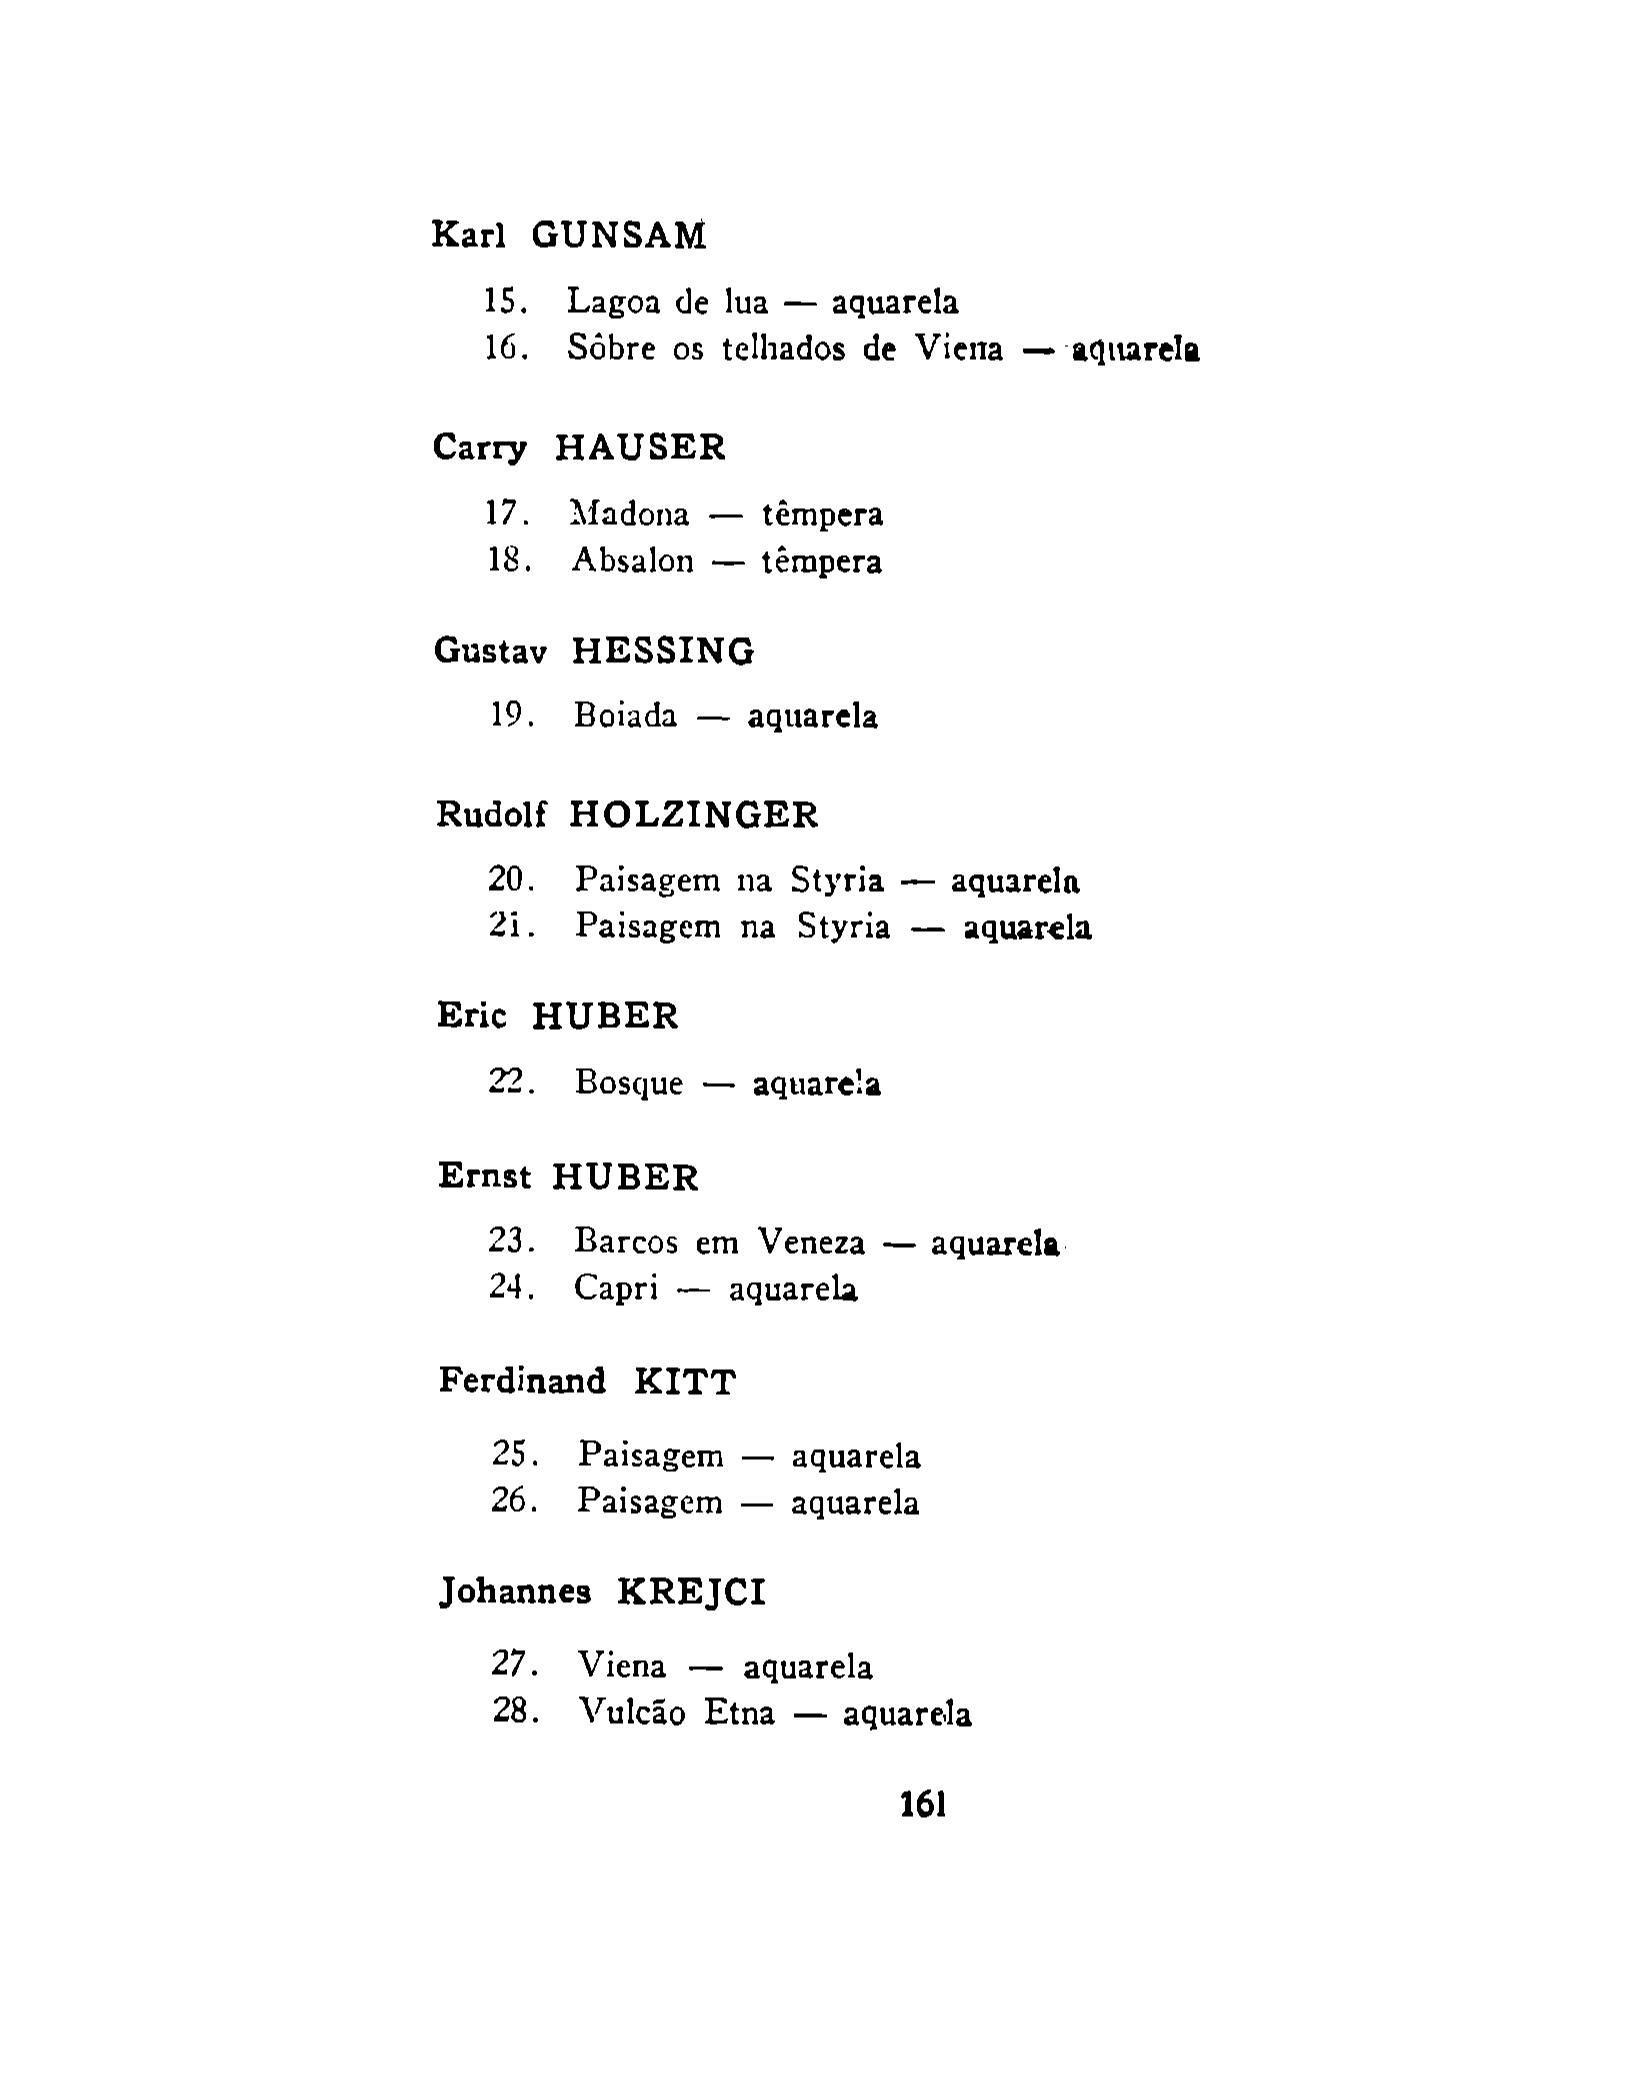 Karl GUNSAM
15. Lagoa de lua — aquarela
16. Sôbre os telhados de Viena — aquarela
Carry HAUSER
17. Madona — têmpera
18. Absalon — têmpera
Gustav HESSING
19. Boiada — aquarela
Rudolf HOLZINGER
20. Paisagem na Styria — aquarela
21. Paisagem na Styria — aquarela
Eric HUBER
22. Bosque — aquarela
Ernst HUBER
23. Barcos em Veneza — aquarela
24. Capri — aquarela
Ferdinand KITT
25. Paisagem — aquarela
26. Paisagem — aquarela
Johannes KREJCI
27. Viena — aquarela
28. Vulcão Etna — aquarela
161